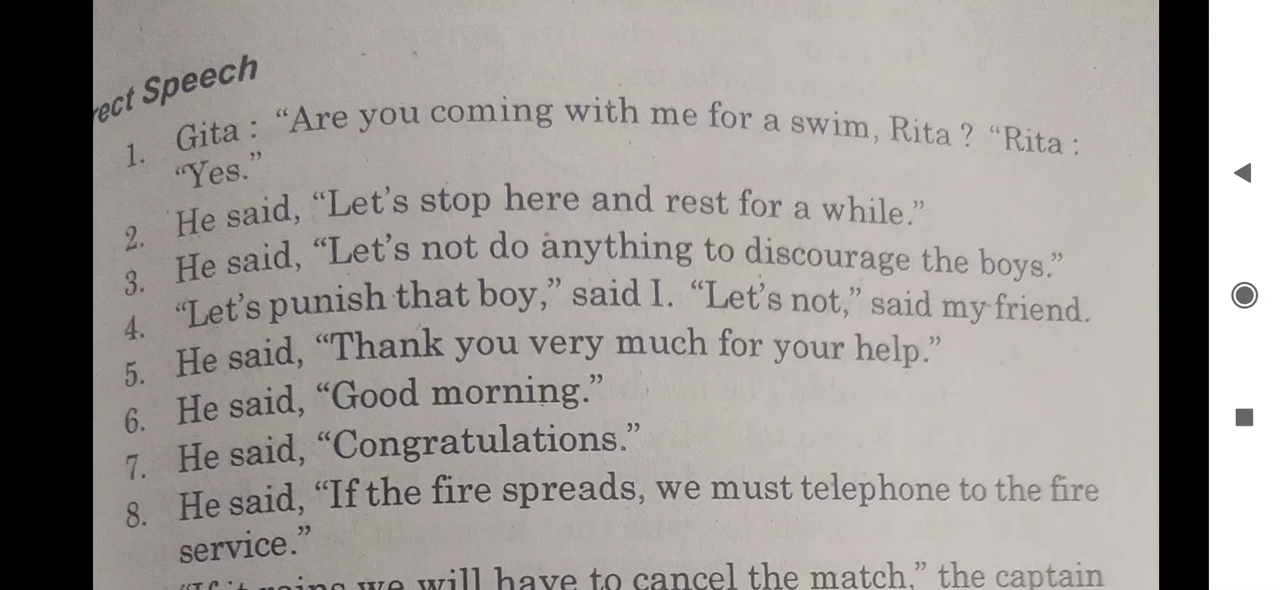 ect Speech
1. Gita : “Are you coming with me for a swim, Rita ? “Rita :
“Yes.”
2. He said, “Let’s stop here and rest for a while.”
3. He said, “Let’s not do anything to discourage the boys.”
4. “Let’s punish that boy,” said I. “Let’s not,” said my friend.
5. He said, “Thank you very much for your help.”
6. He said, “Good morning.”
7. He said, “Congratulations.”
8. He said, “If the fire spreads, we must telephone to the fire
service.”
we will have to cancel the match,” the captain